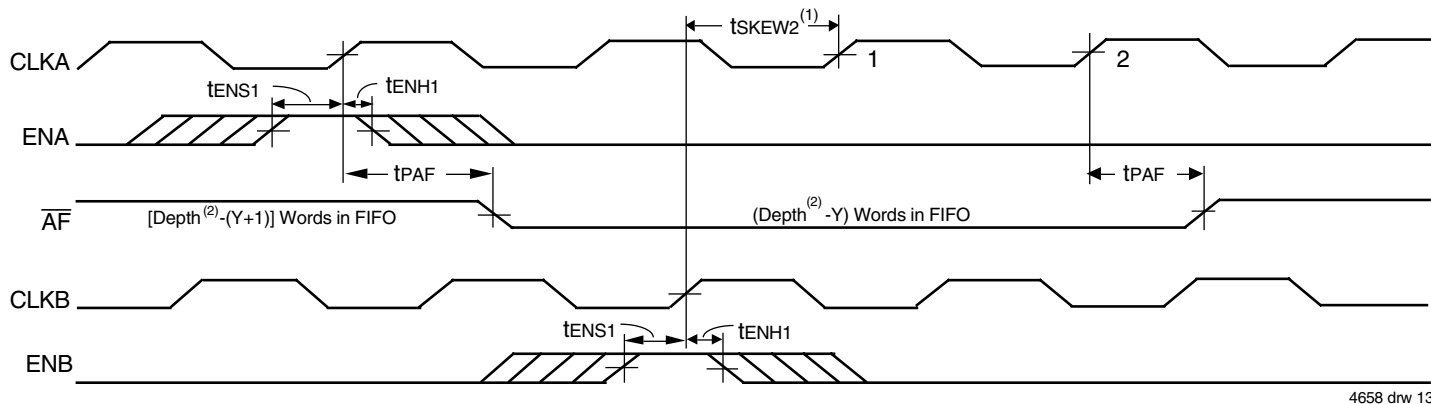 tSKEW2(1)
CLKA
1
2
tENS1
tENH1
ENA
tPAF
tPAF
AF
[Depth(2)-(Y+1)] Words in FIFO
(Depth(2)-Y) Words in FIFO
CLKB
tENS1
tENH1
ENB
4658 drw 13